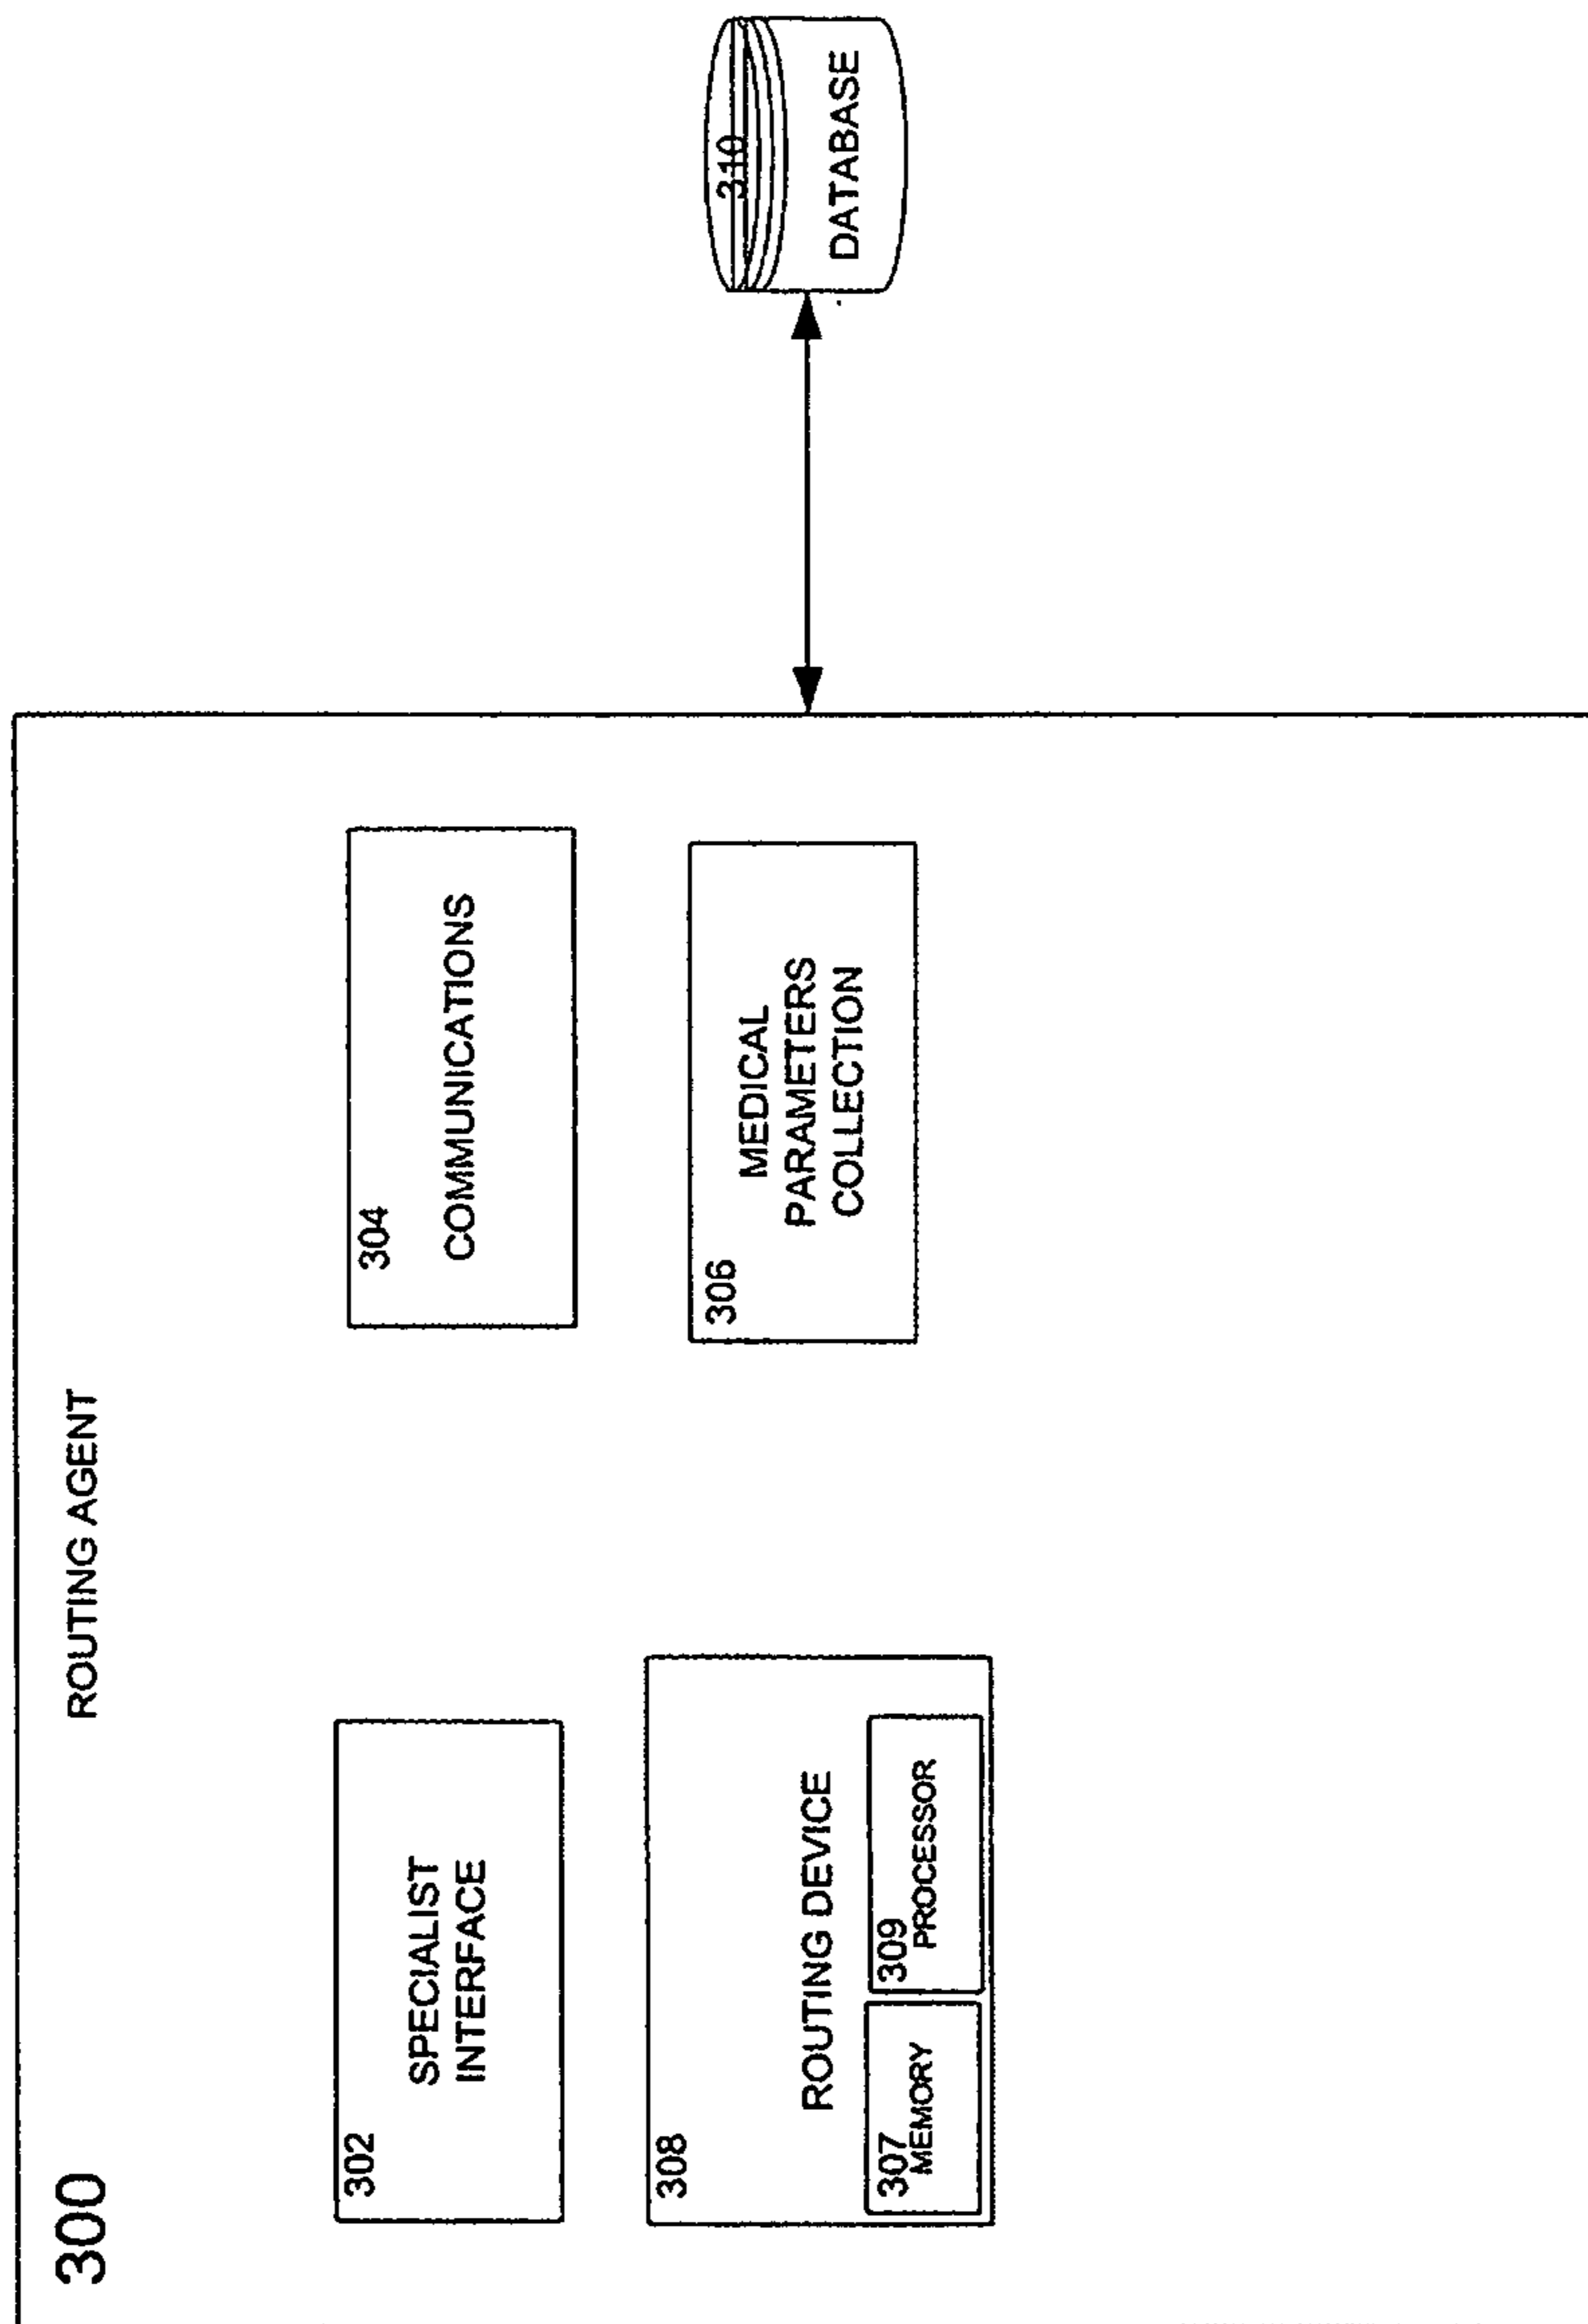 300
ROUTING AGENT
302
SPECIALIST
INTERFACE
304
COMMUNICATIONS
308
ROUTING DEVICE
307
MEMORY
309
PROCESSOR
306
MEDICAL
PARAMETERS
COLLECTION
310
DATABASE